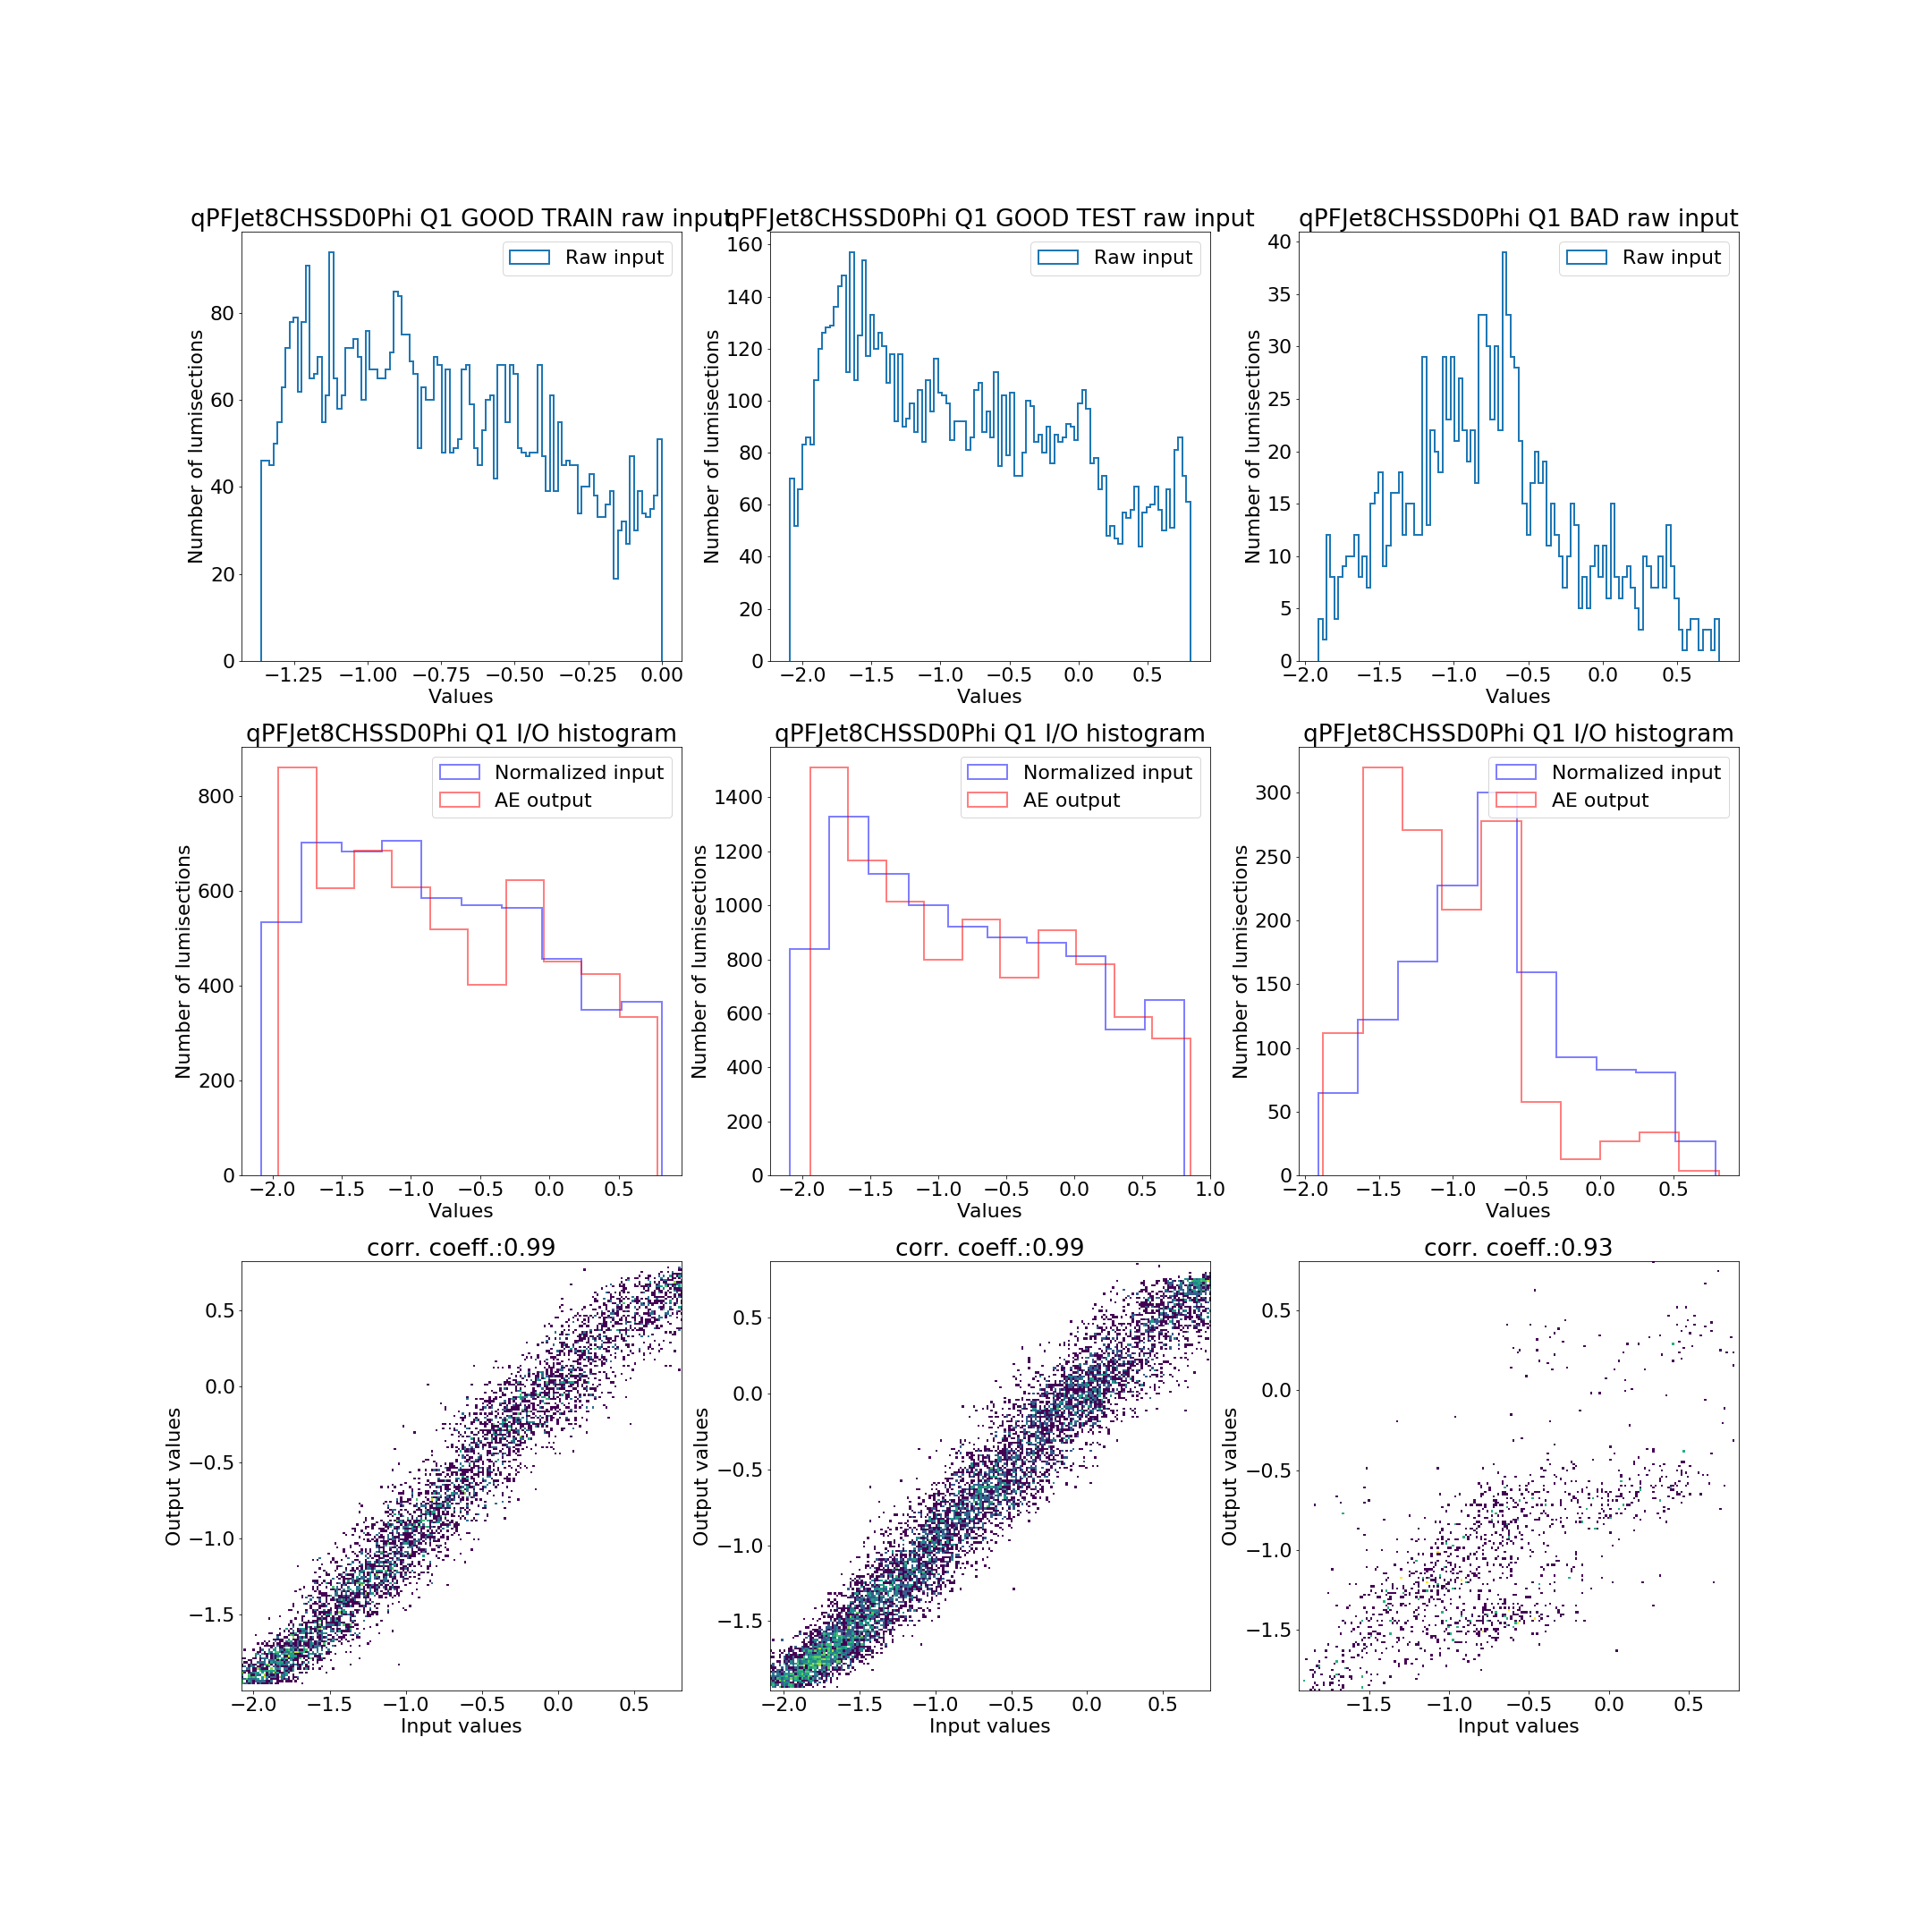 qPFJet8CHSSD0Phi Q1 GOOD TRAIN raw input
Raw input
80
60
40
20
0
Number of lumisections
−1.25 −1.00 −0.75 −0.50 −0.25 0.00
Values
qPFJet8CHSSD0Phi Q1 GOOD TEST raw input
Raw input
160
140
120
100
80
60
40
20
0
Number of lumisections
−2.0 −1.5 −1.0 −0.5 0.0 0.5
Values
qPFJet8CHSSD0Phi Q1 BAD raw input
Raw input
40
35
30
25
20
15
10
5
0
Number of lumisections
−2.0 −1.5 −1.0 −0.5 0.0 0.5
Values
qPFJet8CHSSD0Phi Q1 I/O histogram
Normalized input
AE output
800
600
400
200
0
Number of lumisections
−2.0 −1.5 −1.0 −0.5 0.0 0.5
Values
qPFJet8CHSSD0Phi Q1 I/O histogram
Normalized input
AE output
1400
1200
1000
800
600
400
200
0
Number of lumisections
−2.0 −1.5 −1.0 −0.5 0.0 0.5 1.0
Values
qPFJet8CHSSD0Phi Q1 I/O histogram
Normalized input
AE output
300
250
200
150
100
50
0
Number of lumisections
−2.0 −1.5 −1.0 −0.5 0.0 0.5
Values
corr. coeff.:0.99
0.5
0.0
−0.5
−1.0
−1.5
Output values
−2.0 −1.5 −1.0 −0.5 0.0 0.5
Input values
corr. coeff.:0.99
0.5
0.0
−0.5
−1.0
−1.5
Output values
−2.0 −1.5 −1.0 −0.5 0.0 0.5
Input values
corr. coeff.:0.93
0.5
0.0
−0.5
−1.0
−1.5
Output values
−1.5 −1.0 −0.5 0.0 0.5
Input values